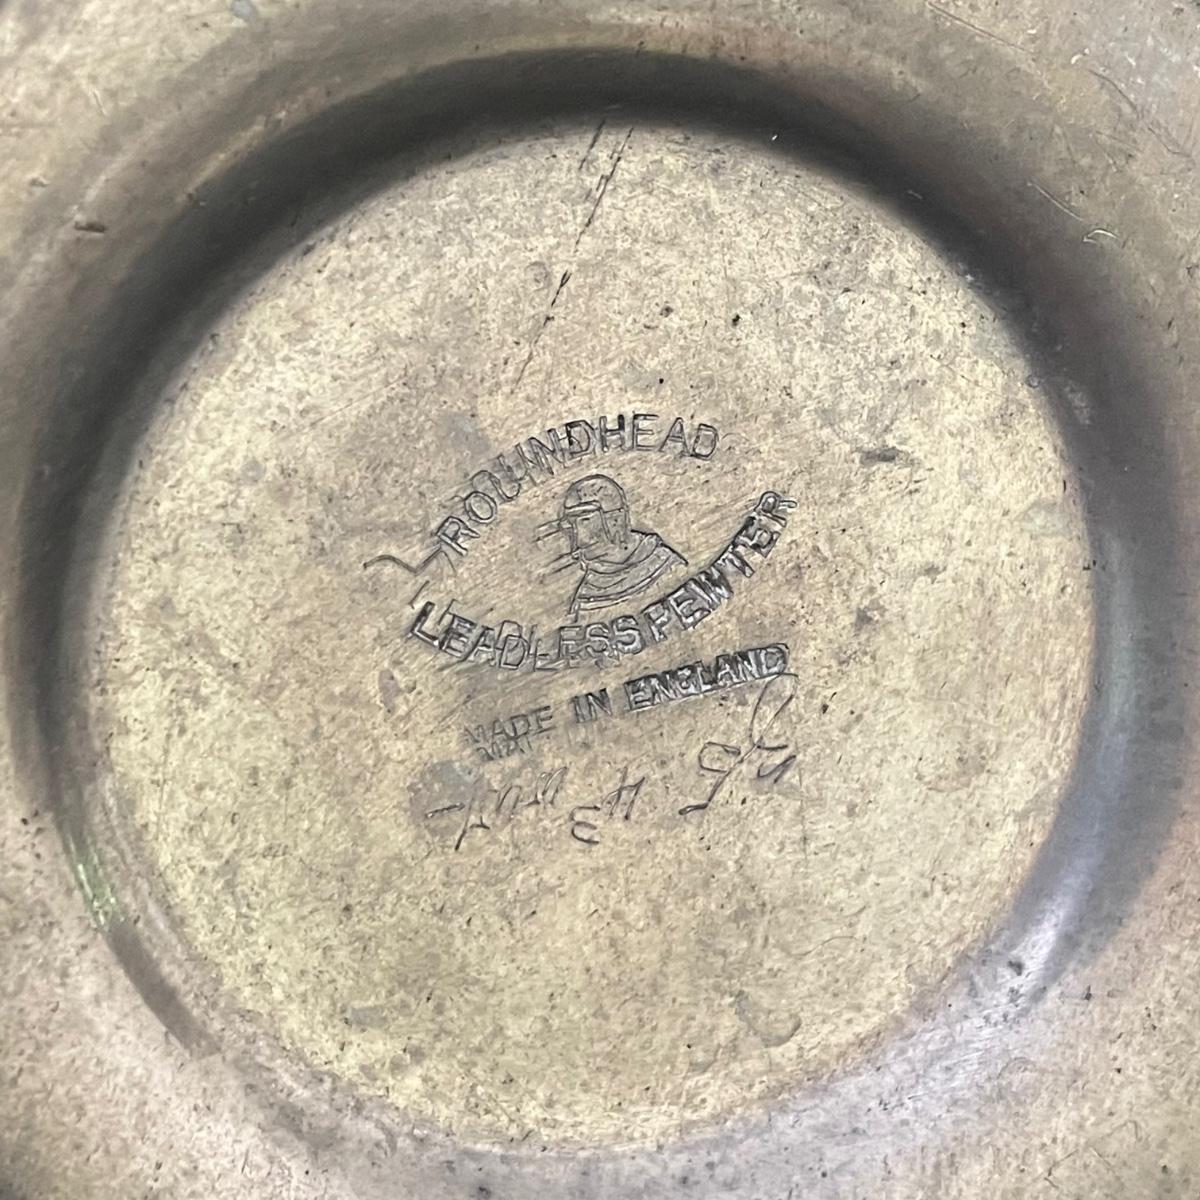 ROUNDHEAD
LEADLESS PEWTER
MADE IN ENGLAND